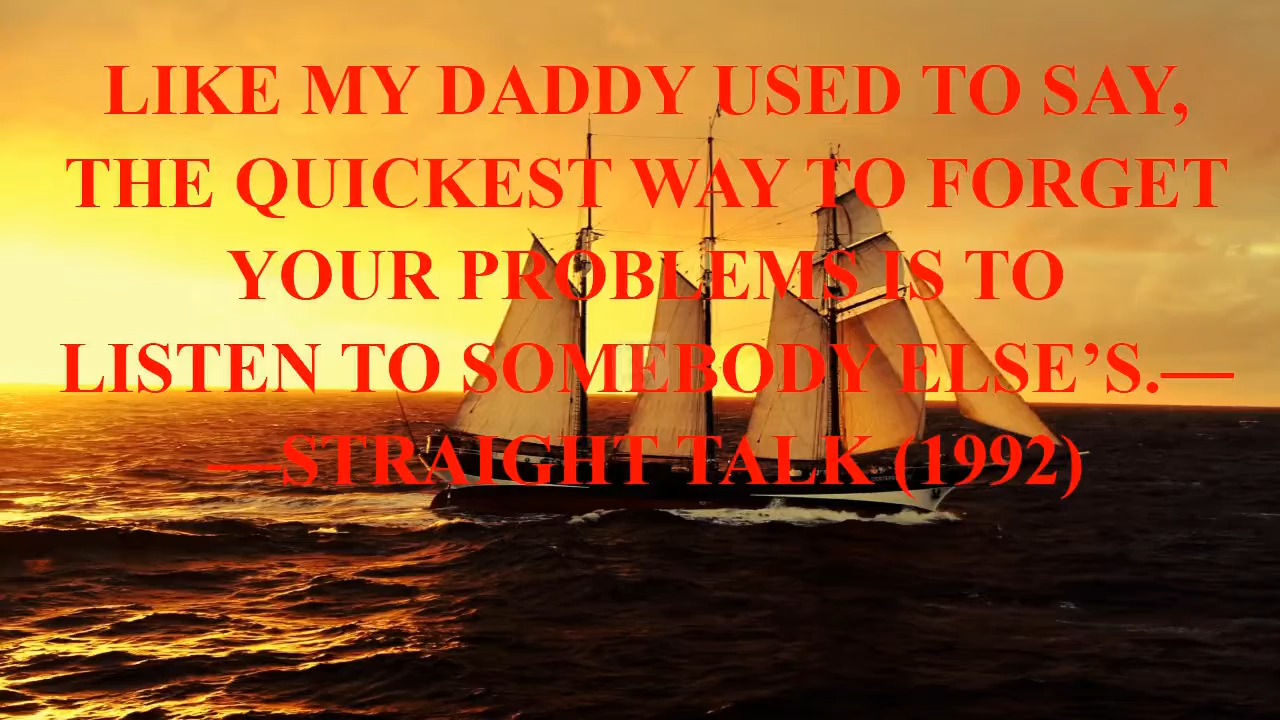 LIKE MY DADDY USED TO SAY,
THE QUICKEST WAY TO FORGET
YOUR PROBLEMS IS TO
LISTEN TO SOMEBODY ELSE’S.—
—STRAIGHT TALK (1992)